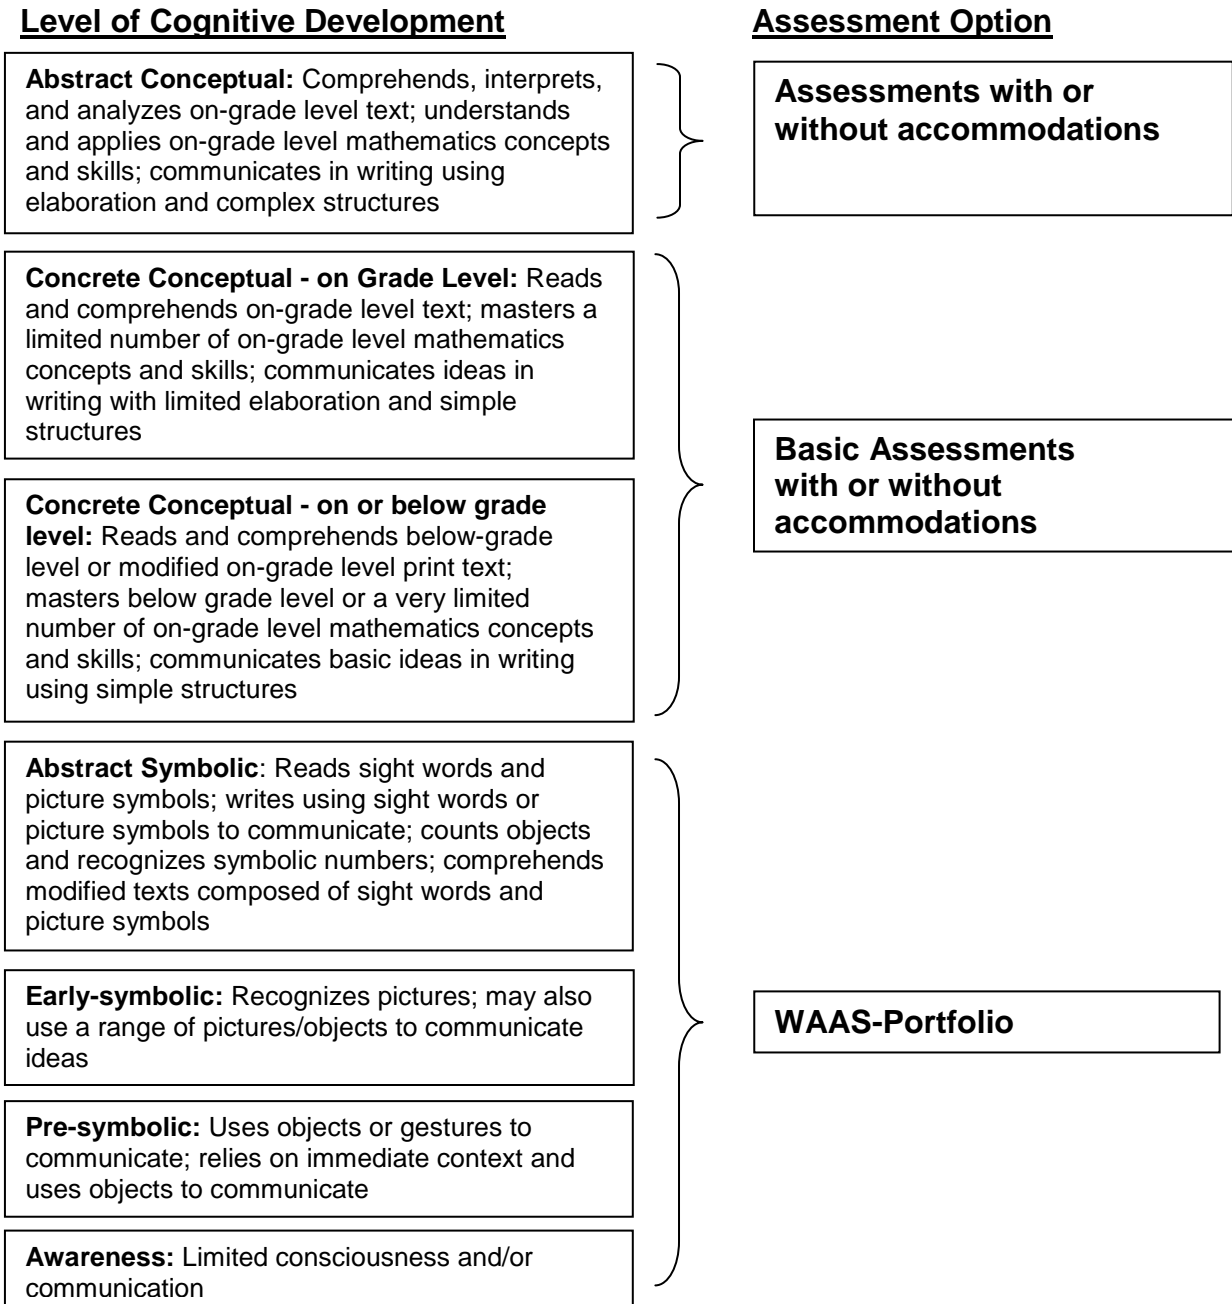 Level of Cognitive Development
Assessment Option
Abstract Conceptual: Comprehends, interprets,
and analyzes on-grade level text; understands
and applies on-grade level mathematics concepts
and skills; communicates in writing using
elaboration and complex structures
Assessments with or
without accommodations
Concrete Conceptual - on Grade Level: Reads
and comprehends on-grade level text; masters a
limited number of on-grade level mathematics
concepts and skills; communicates ideas in
writing with limited elaboration and simple
structures
Concrete Conceptual - on or below grade
level: Reads and comprehends below-grade
level or modified on-grade level print text;
masters below grade level or a very limited
number of on-grade level mathematics concepts
and skills; communicates basic ideas in writing
using simple structures
Basic Assessments
with or without
accommodations
Abstract Symbolic: Reads sight words and
picture symbols; writes using sight words or
picture symbols to communicate; counts objects
and recognizes symbolic numbers; comprehends
modified texts composed of sight words and
picture symbols
Early-symbolic: Recognizes pictures; may also
use a range of pictures/objects to communicate
ideas
Pre-symbolic: Uses objects or gestures to
communicate; relies on immediate context and
uses objects to communicate
Awareness: Limited consciousness and/or
communication
WAAS-Portfolio